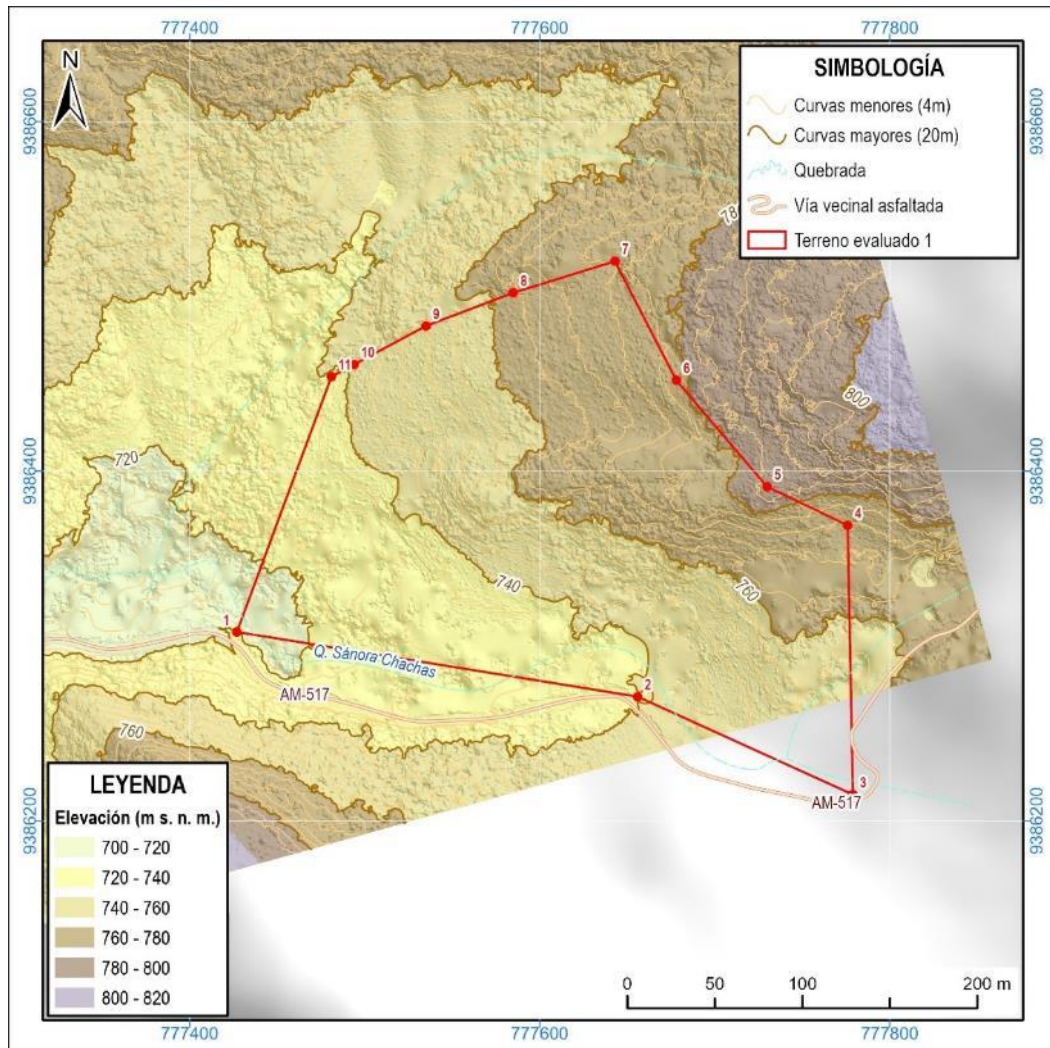 777400
777600
777800
N
9386600
9386600
SIMBOLOGÍA
Curvas menores (4m)
Curvas mayores (20m)
Quebrada
Vía vecinal asfaltada
Terreno evaluado 1
7
8
9
10
11
6
800
5
4
9386400
9386400
720
740
760
1
Q. Sánora Chachas
2
AM-517
760
3
AM-517
9386200
9386200
LEYENDA
Elevación (m s. n. m.)
700 - 720
720 - 740
740 - 760
760 - 780
780 - 800
800 - 820
0 50 100 200 m
777400
777600
777800